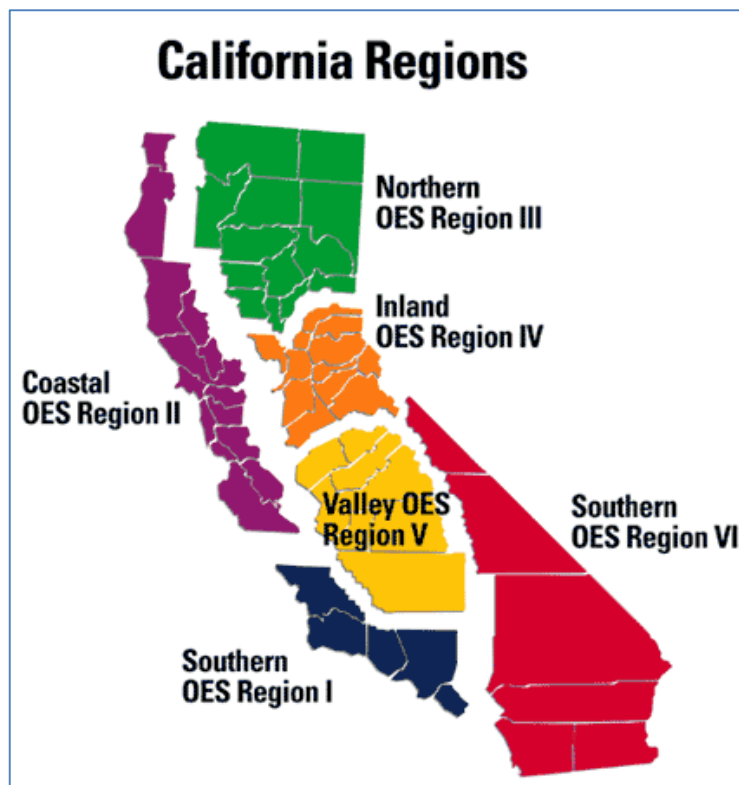 California Regions
Northern
OES Region III
Inland
OES Region IV
Coastal
OES Region II
Valley OES
Region V
Southern
OES Region VI
Southern
OES Region I